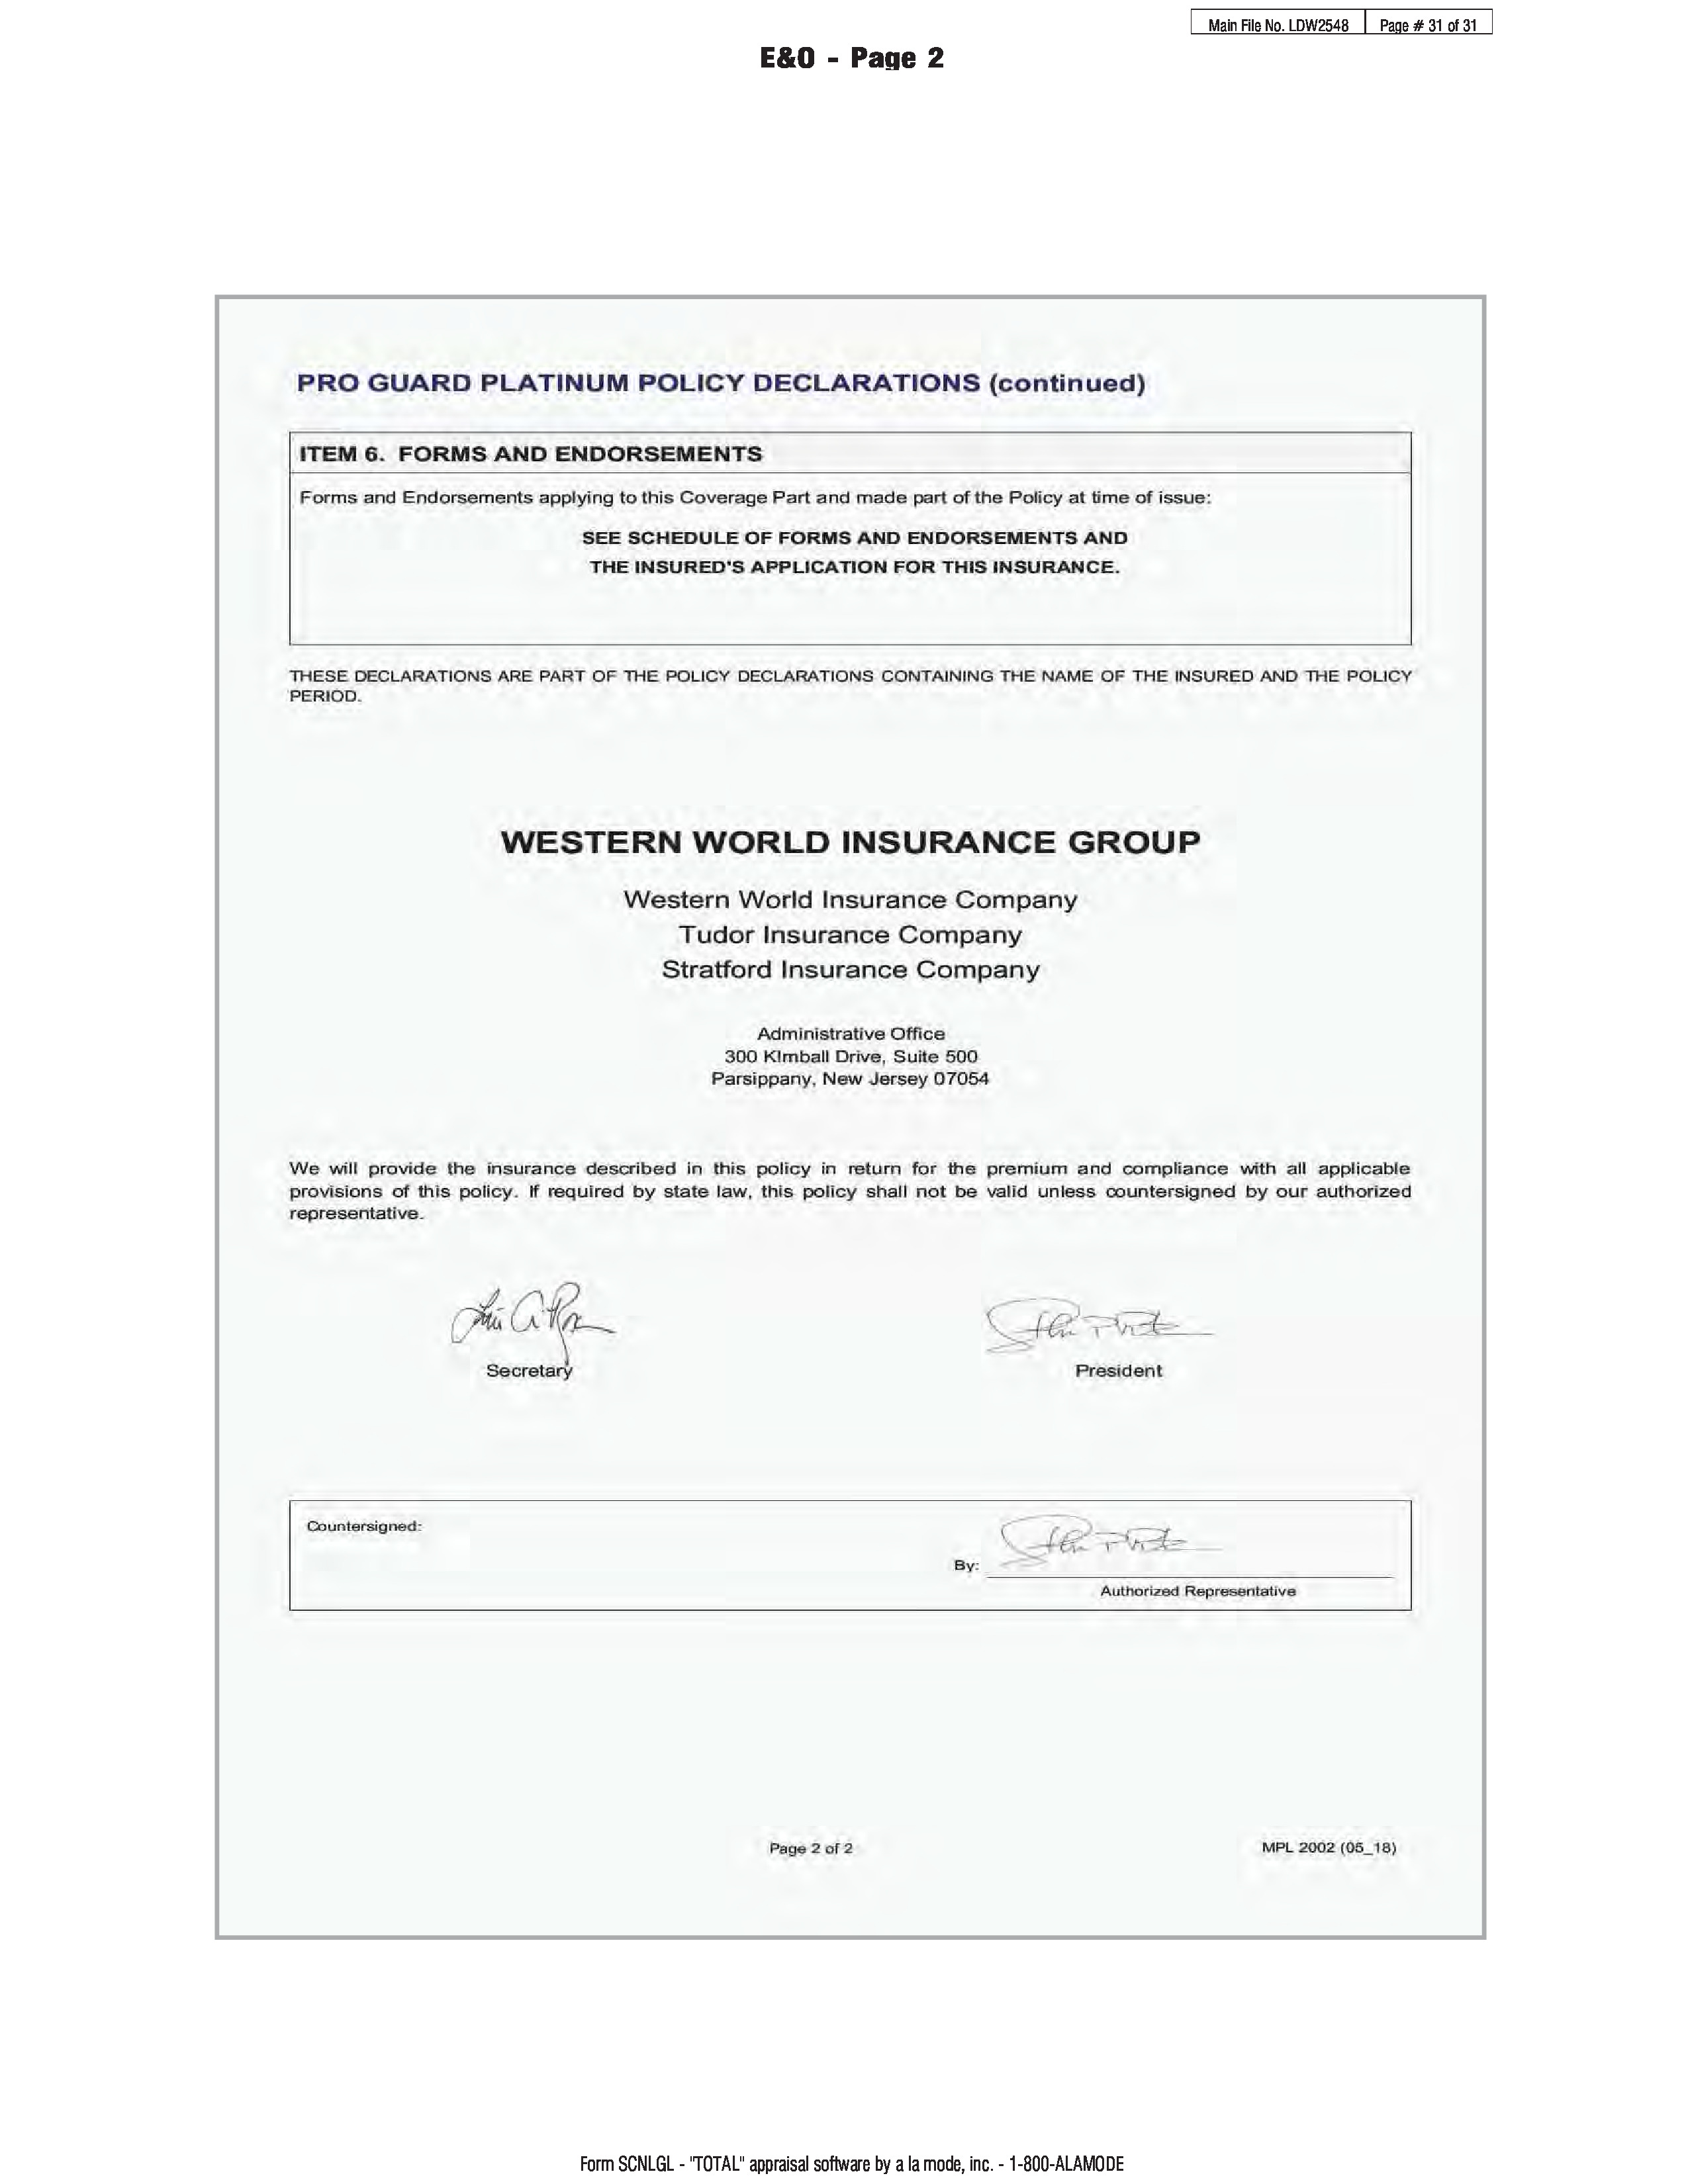 Main File No. LDW2548 Page # 31 of 31
E&O - Page 2
PRO GUARD PLATINUM POLICY DECLARATIONS (continued)
ITEM 6. FORMS AND ENDORSEMENTS
Forms and Endorsements applying to this Coverage Part and made part of the Policy at time of issue:
SEE SCHEDULE OF FORMS AND ENDORSEMENTS AND
THE INSURED'S APPLICATION FOR THIS INSURANCE.
THESE DECLARATIONS ARE PART OF THE POLICY DECLARATIONS CONTAINING THE NAME OF THE INSURED AND THE POLICY
PERIOD.
WESTERN WORLD INSURANCE GROUP
Western World Insurance Company
Tudor Insurance Company
Stratford Insurance Company
Administrative Office
300 KImball Drive, Suite 500
Parsippany, New Jersey 07054
We will provide the insurance described in this policy in return for the premium and compliance with all applicable
provisions of this policy. If required by state law, this policy shall not be valid unless countersigned by our authorized
representative.
Secretary President
Countersigned:
By:
Authorized Representative
Page 2 of 2 MPL 2002 (05_18)
Form SCNLGL - "TOTAL" appraisal software by a la mode, inc. - 1-800-ALAMODE